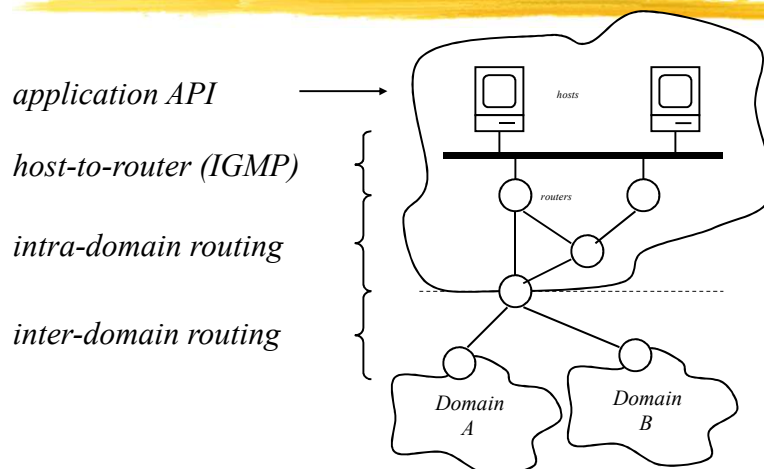 application API
hosts
host-to-router (IGMP)
routers
intra-domain routing
inter-domain routing
Domain
A
Domain
B